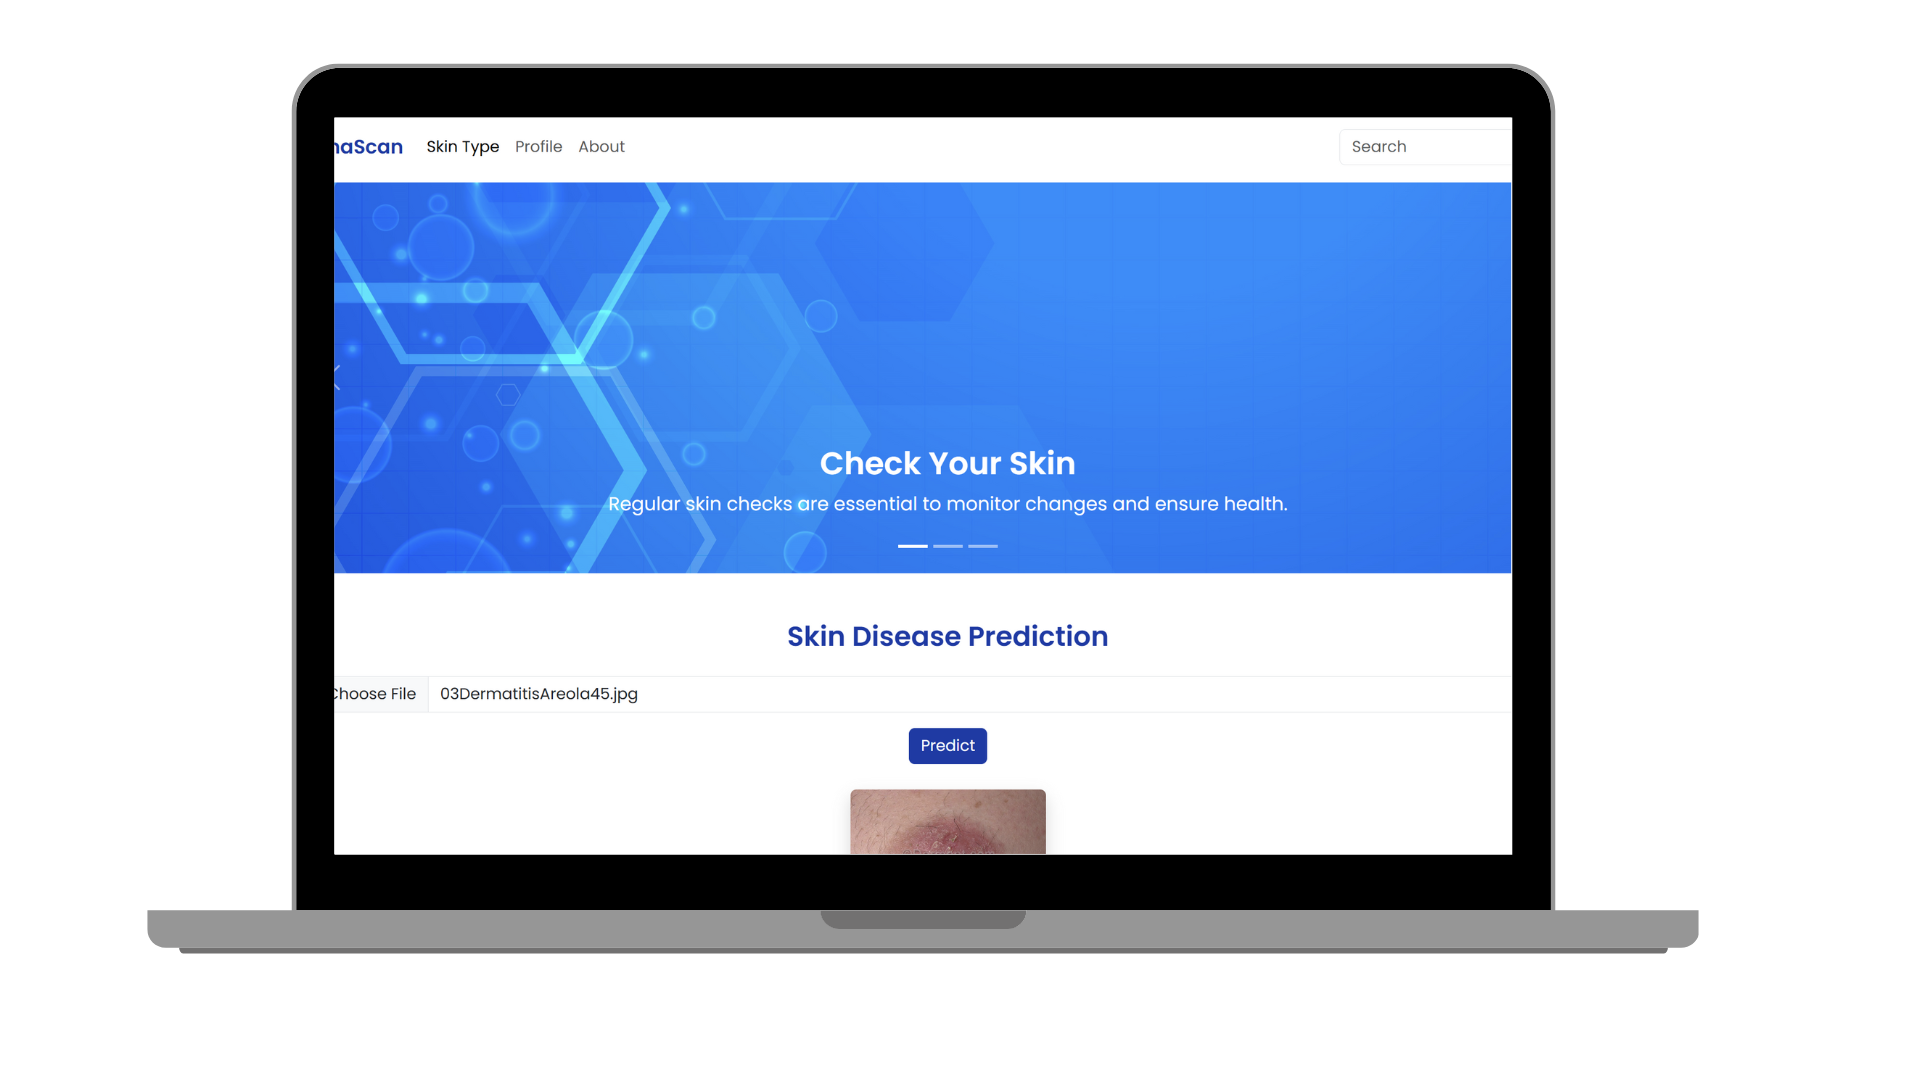 naScan Skin Type Profile About Search
Check Your Skin
Regular skin checks are essential to monitor changes and ensure health.
Skin Disease Prediction
Choose File 03DermatitisAreola45.jpg
Predict